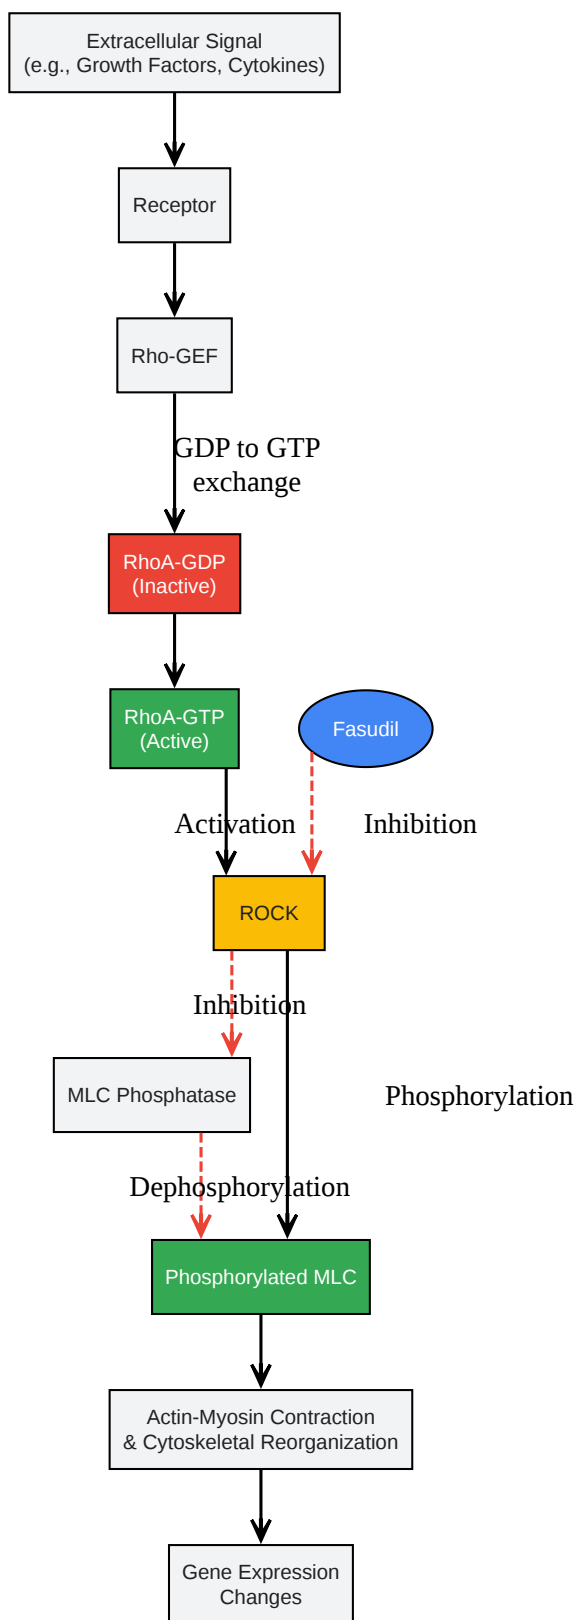 Extracellular Signal
(e.g., Growth Factors, Cytokines)
Receptor
Rho-GEF
GDP to GTP
exchange
RhoA-GDP
(Inactive)
RhoA-GTP
(Active)
Fasudil
Activation
Inhibition
ROCK
Inhibition
MLC Phosphatase
Phosphorylation
Dephosphorylation
Phosphorylated MLC
Actin-Myosin Contraction
& Cytoskeletal Reorganization
Gene Expression
Changes